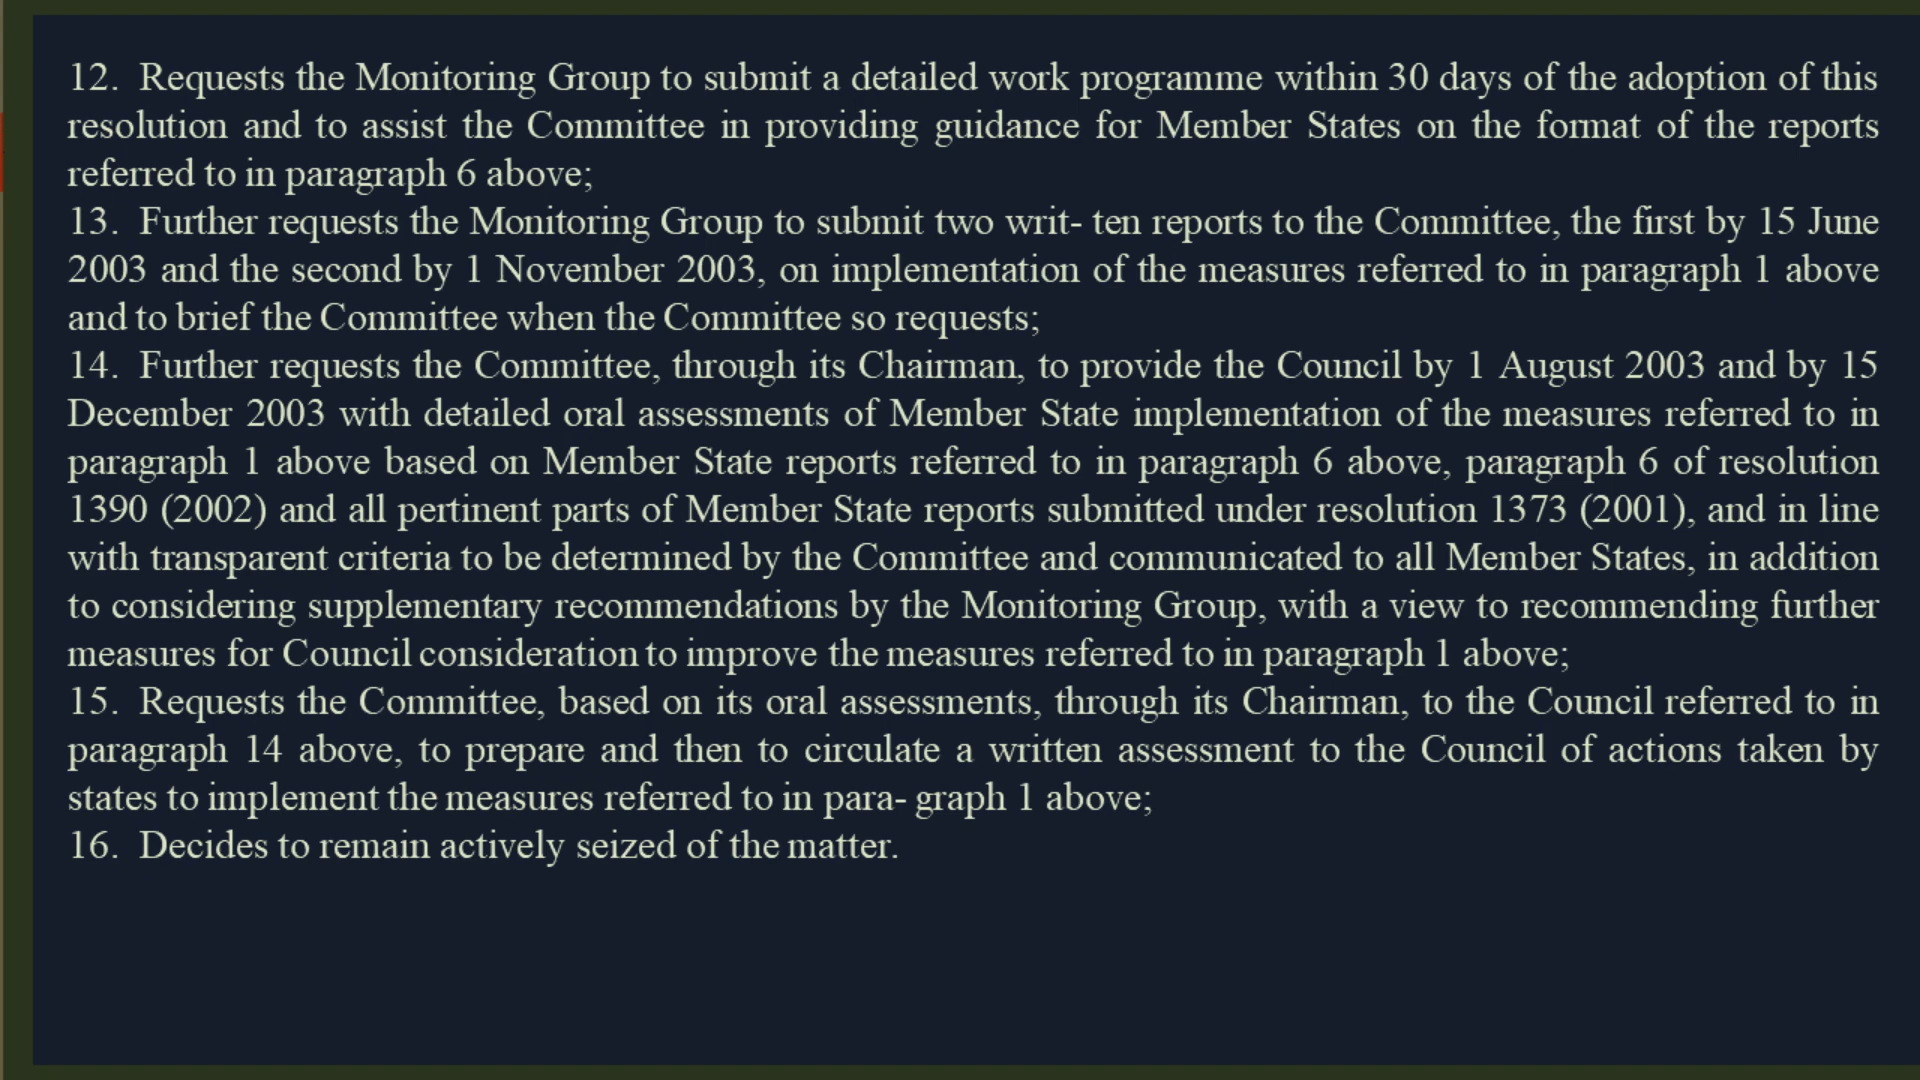 12. Requests the Monitoring Group to submit a detailed work programme within 30 days of the adoption of this
resolution and to assist the Committee in providing guidance for Member States on the format of the reports
referred to in paragraph 6 above;
13. Further requests the Monitoring Group to submit two writ- ten reports to the Committee, the first by 15 June
2003 and the second by 1 November 2003, on implementation of the measures referred to in paragraph 1 above
and to brief the Committee when the Committee so requests;
14. Further requests the Committee, through its Chairman, to provide the Council by 1 August 2003 and by 15
December 2003 with detailed oral assessments of Member State implementation of the measures referred to in
paragraph 1 above based on Member State reports referred to in paragraph 6 above, paragraph 6 of resolution
1390 (2002) and all pertinent parts of Member State reports submitted under resolution 1373 (2001), and in line
with transparent criteria to be determined by the Committee and communicated to all Member States, in addition
to considering supplementary recommendations by the Monitoring Group, with a view to recommending further
measures for Council consideration to improve the measures referred to in paragraph 1 above;
15. Requests the Committee, based on its oral assessments, through its Chairman, to the Council referred to in
paragraph 14 above, to prepare and then to circulate a written assessment to the Council of actions taken by
states to implement the measures referred to in para- graph 1 above;
16. Decides to remain actively seized of the matter.